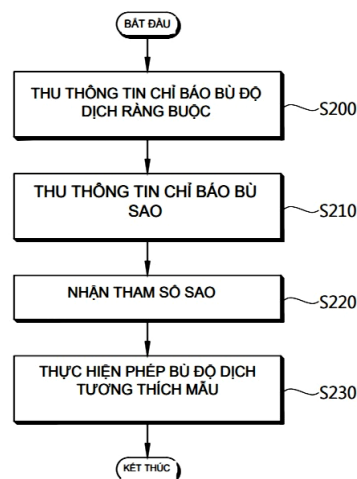 BẮT ĐẦU
THU THÔNG TIN CHỈ BÁO BÙ ĐỘ
DỊCH RÀNG BUỘC
S200
THU THÔNG TIN CHỈ BÁO BÙ
SAO
S210
NHẬN THAM SỐ SAO
S220
THỰC HIỆN PHÉP BÙ ĐỘ DỊCH
TƯƠNG THÍCH MẪU
S230
KẾT THÚC